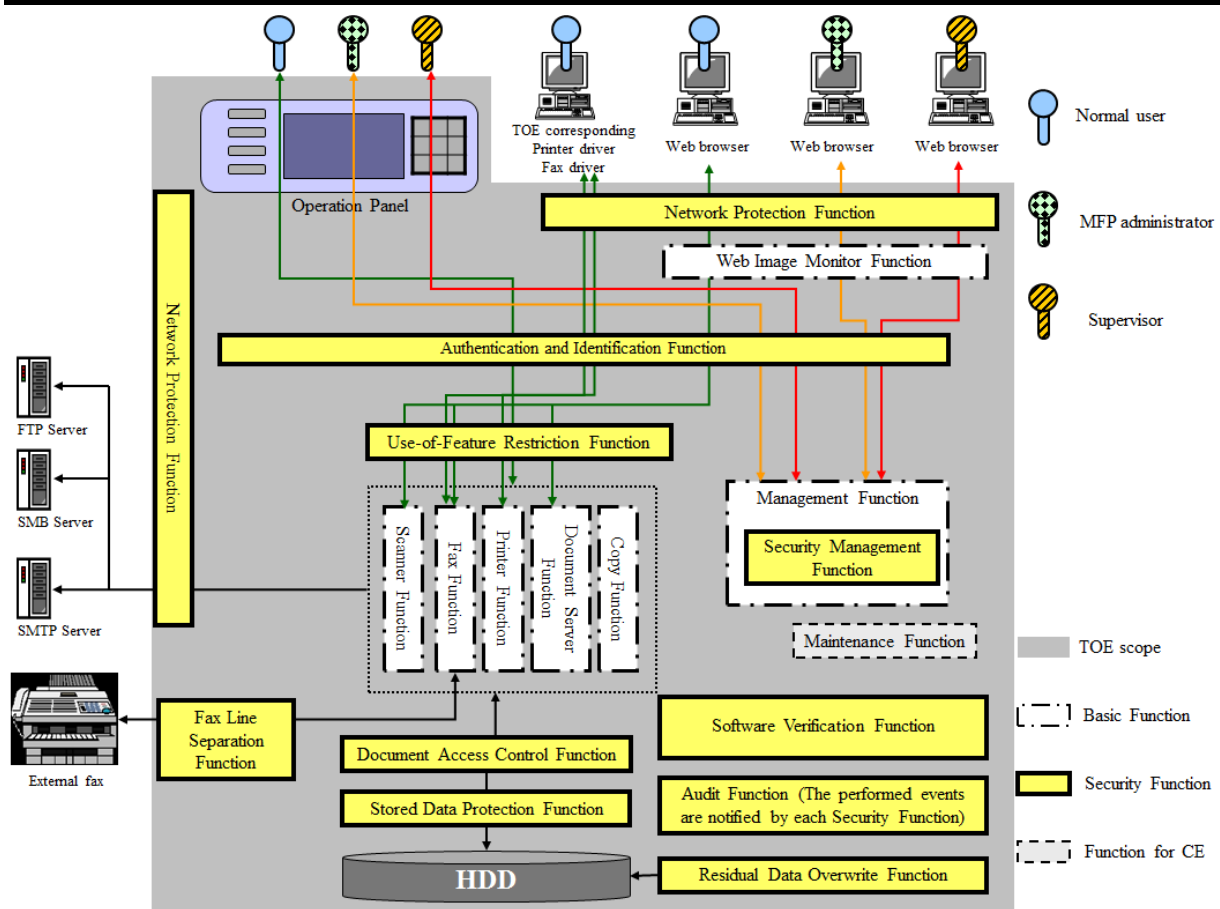 TOE corresponding
Printer driver
Fax driver
Web browser
Web browser
Web browser
Normal user
Operation Panel
Network Protection Function
MFP administrator
Web Image Monitor Function
Network Protection Function
Supervisor
Authentication and Identification Function
FTP Server
Use-of-Feature Restriction Function
SMB Server
Management Function
Scanner Function
Fax Function
Printer Function
Document Server
Function
Copy Function
Security Management
Function
SMTP Server
Maintenance Function
TOE scope
Fax Line
Separation
Function
Software Verification Function
Basic Function
Document Access Control Function
External fax
Stored Data Protection Function
Audit Function (The performed events
are notified by each Security Function)
Security Function
HDD
Residual Data Overwrite Function
Function for CE